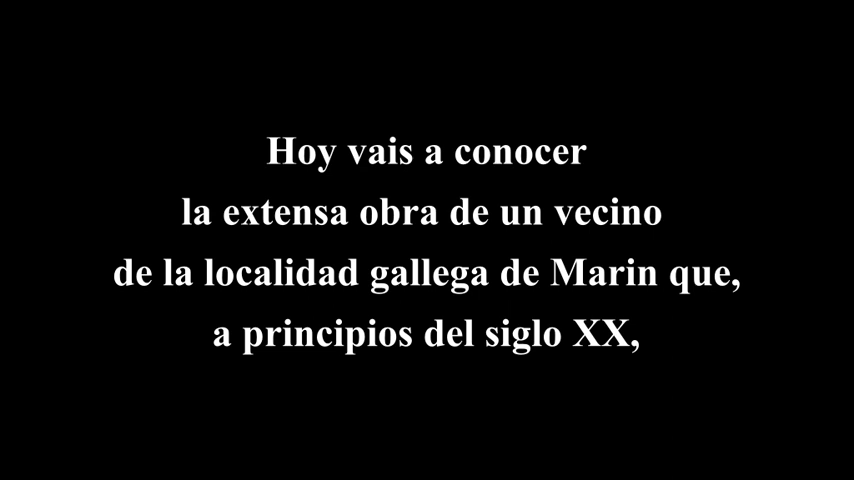 Hoy vais a conocer
la extensa obra de un vecino
de la localidad gallega de Marin que,
a principios del siglo XX,